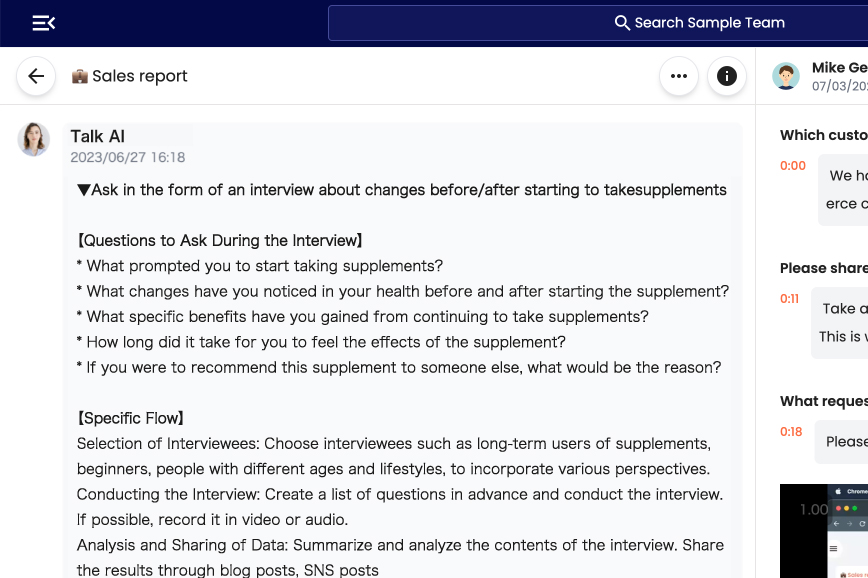 Search Sample Team
Sales report
Talk AI
2023/06/27 16:18
▼Ask in the form of an interview about changes before/after starting to takesupplements
【Questions to Ask During the Interview】
* What prompted you to start taking supplements?
* What changes have you noticed in your health before and after starting the supplement?
* What specific benefits have you gained from continuing to take supplements?
* How long did it take for you to feel the effects of the supplement?
* If you were to recommend this supplement to someone else, what would be the reason?
【Specific Flow】
Selection of Interviewees: Choose interviewees such as long-term users of supplements,
beginners, people with different ages and lifestyles, to incorporate various perspectives.
Conducting the Interview: Create a list of questions in advance and conduct the interview.
If possible, record it in video or audio.
Analysis and Sharing of Data: Summarize and analyze the contents of the interview. Share
the results through blog posts, SNS posts
Mike Ge
07/03/202
Which custo
0:00
We ha
erce c
Please share
0:11
Take a
This is w
What reques
0:18
Please
1.00
Chrome
Sales re